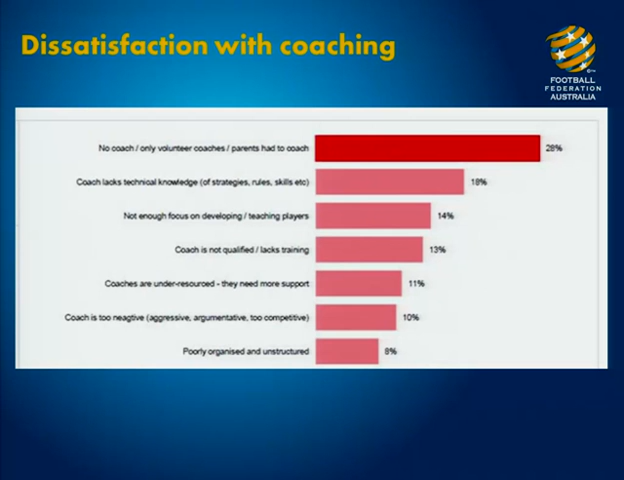 Dissatisfaction with coaching
FOOTBALL
FEDERATION
AUSTRALIA
No coach / only volunteer coaches / parents had to coach 28%
Coach lacks technical knowledge (of strategies, rules, skills etc) 18%
Not enough focus on developing / teaching players 14%
Coach is not qualified / lacks training 13%
Coaches are under-resourced - they need more support 11%
Coach is too neagtive (aggressive, argumentative, too competitive) 10%
Poorly organised and unstructured 8%